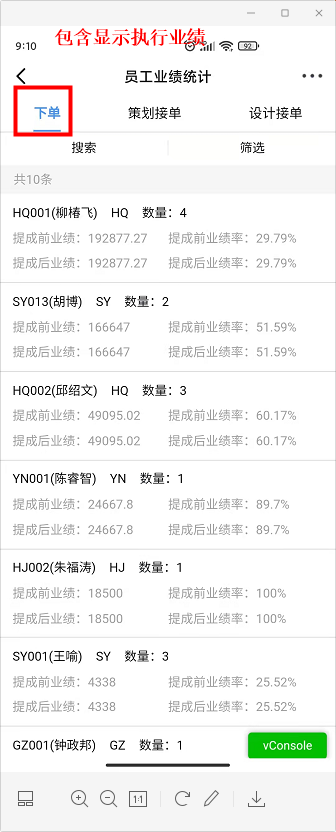 9:10
包含显示执行业绩
92
员工业绩统计
下单 策划接单 设计接单
搜索 筛选
共10条
HQ001(柳椿飞) HQ 数量：4
提成前业绩：192877.27 提成前业绩率：29.79%
提成后业绩：192877.27 提成后业绩率：29.79%
SY013(胡博) SY 数量：2
提成前业绩：166647 提成前业绩率：51.59%
提成后业绩：166647 提成后业绩率：51.59%
HQ002(邱绍文) HQ 数量：3
提成前业绩：49095.02 提成前业绩率：60.17%
提成后业绩：49095.02 提成后业绩率：60.17%
YN001(陈睿智) YN 数量：1
提成前业绩：24667.8 提成前业绩率：89.7%
提成后业绩：24667.8 提成后业绩率：89.7%
HJ002(朱福涛) HJ 数量：1
提成前业绩：18500 提成前业绩率：100%
提成后业绩：18500 提成后业绩率：100%
SY001(王喻) SY 数量：3
提成前业绩：4338 提成前业绩率：25.52%
提成后业绩：4338 提成后业绩率：25.52%
GZ001(钟政邦) GZ 数量：1
vConsole
1:1